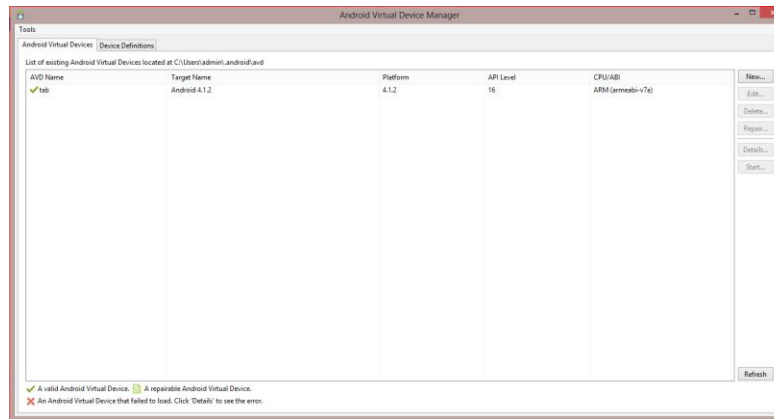 Android Virtual Device Manager
Tools
Android Virtual Devices Device Definitions
List of existing Android Virtual Devices located at C:\Users\admin\.android\avd
AVD Name Target Name Platform API Level CPU/ABI
tab Android 4.1.2 4.1.2 16 ARM (armeabi-v7a)
New...
Edit...
Delete...
Repair...
Details...
Start...
Refresh
A valid Android Virtual Device. A repairable Android Virtual Device.
An Android Virtual Device that failed to load. Click 'Details' to see the error.